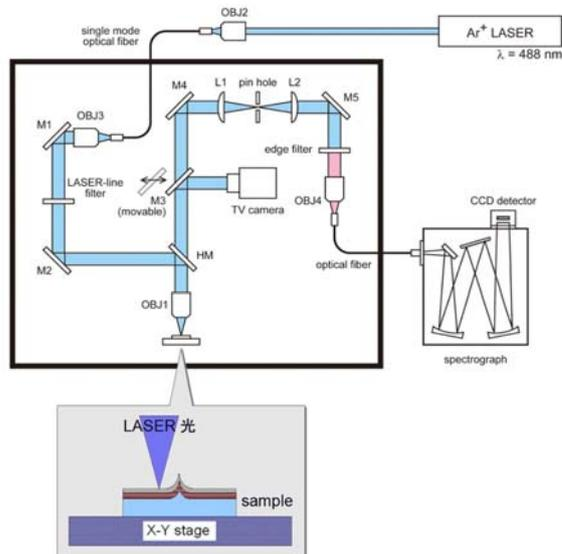 single mode
optical fiber
OBJ2
Ar+ LASER
λ = 488 nm
M4
L1
pin hole
L2
M5
M1
OBJ3
edge filter
LASER-line
filter
M3
(movable)
TV camera
OBJ4
CCD detector
M2
HM
optical fiber
OBJ1
spectrograph
LASER 光
sample
X-Y stage